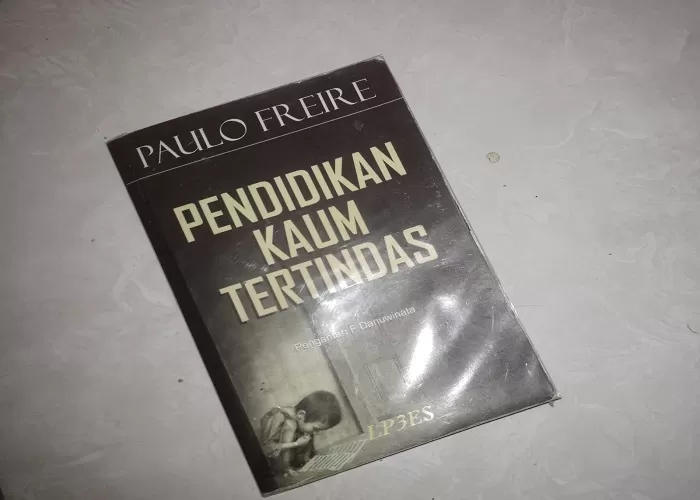 PAULO FREIRE
PENDIDIKAN
KAUM
TERTINDAS
Pengantar: F Danuwinata
LP3ES